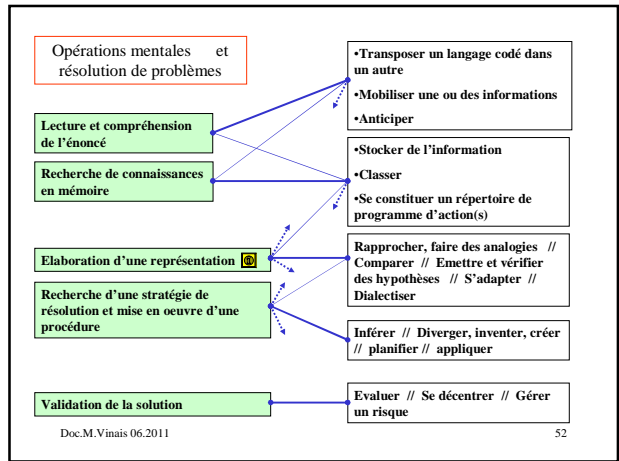 Opérations mentales et
résolution de problèmes
Lecture et compréhension
de l'énoncé
Recherche de connaissances
en mémoire
Elaboration d'une représentation
Recherche d'une stratégie de
résolution et mise en oeuvre d'une
procédure
Validation de la solution
•Transposer un langage codé dans
un autre
•Mobiliser une ou des informations
•Anticiper
•Stocker de l'information
•Classer
•Se constituer un répertoire de
programme d'action(s)
Rapprocher, faire des analogies //
Comparer // Emettre et vérifier
des hypothèses // S'adapter //
Dialectiser
Inférer // Diverger, inventer, créer
// planifier // appliquer
Evaluer // Se décentrer // Gérer
un risque
Doc.M.Vinais 06.2011
52